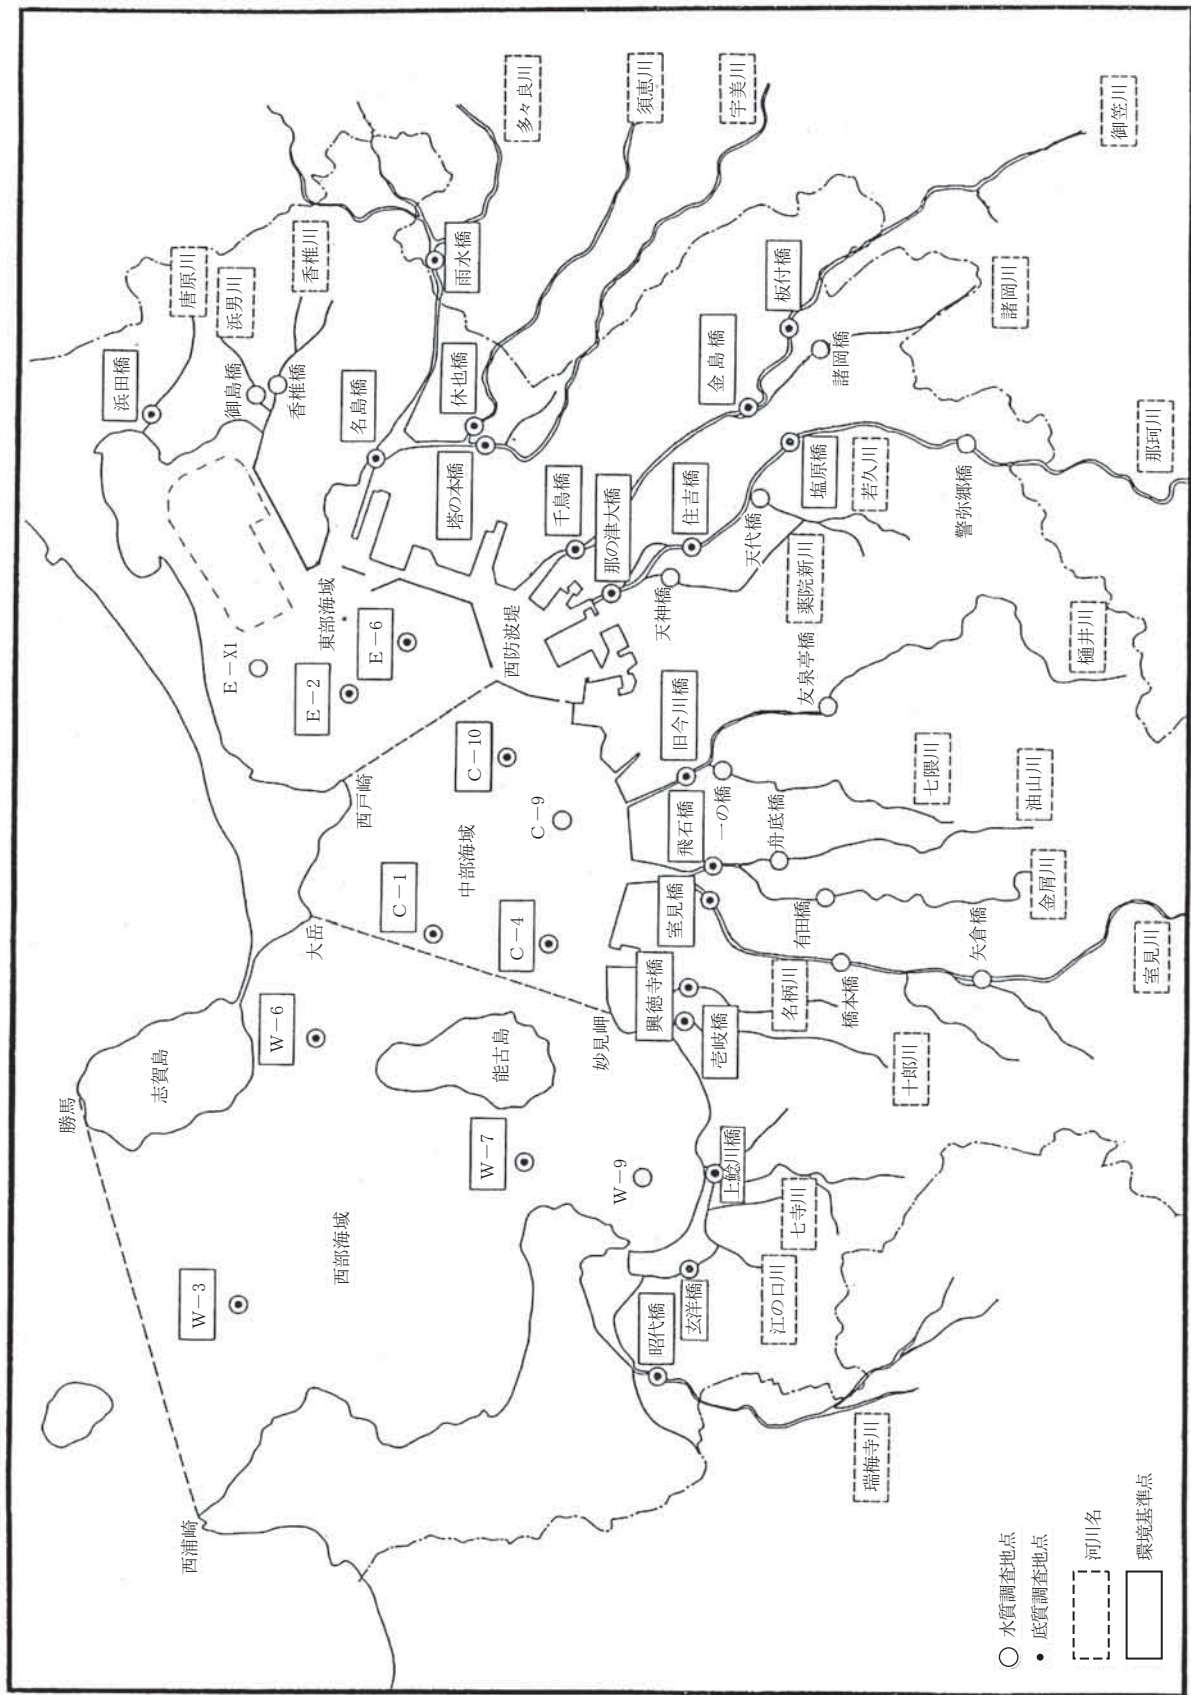 多々良川
須恵川
宇美川
御笠川
唐原川
浜男川
香椎川
雨水橋
浜田橋
御島橋
香椎橋
名島橋
休也橋
塔の本橋
板付橋
金島橋
諸岡橋
諸岡川
千鳥橋
那の津大橋
住吉橋
塩原橋
若久川
天代橋
警弥郷橋
那珂川
薬院新川
天神橋
東部海域
E－X1
E－6
E－2
西防波堤
友泉亭橋
樋井川
旧今川橋
C－10
西戸崎
C－9
飛石橋
一の橋
舟底橋
七隈川
油山川
中部海域
C－1
C－4
大岳
室見橋
有田橋
金屑川
矢倉橋
室見川
橋本橋
名柄川
興徳寺橋
壱岐橋
十郎川
妙見岬
W－6
能古島
志賀島
勝馬
W－7
W－9
上鯰川橋
七寺川
江の口川
玄洋橋
昭代橋
西部海域
W－3
瑞梅寺川
西浦崎
水質調査地点
底質調査地点
河川名
環境基準点